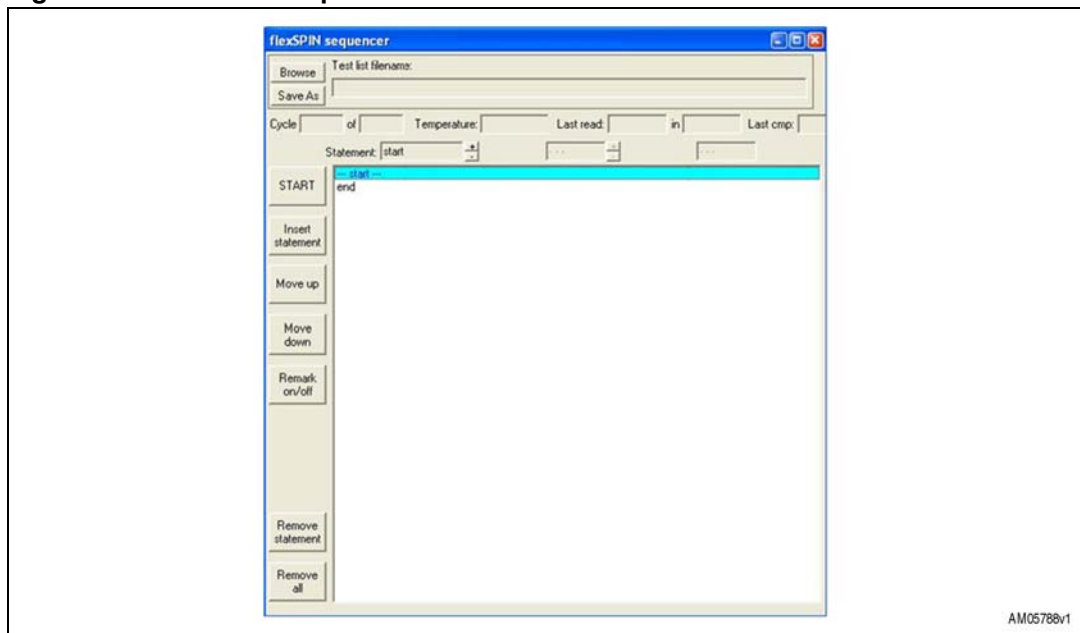 flexSPIN sequencer
Browse
Test list filename:
Save As
Cycle of Temperature: Last read: in Last cmp:
Statement: start + - - - - + - - - -
START
--- start ---
end
Insert
statement
Move up
Move
down
Remark
on/off
Remove
statement
Remove
all
AM05788v1